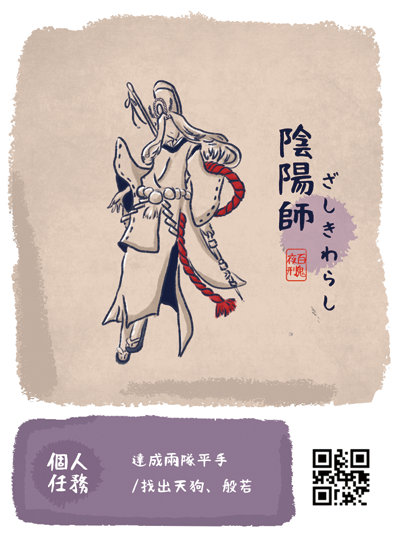 陰陽師
ざしきわらし
百鬼
夜刑
個人
任務
達成兩隊平手
/找出天狗、般若